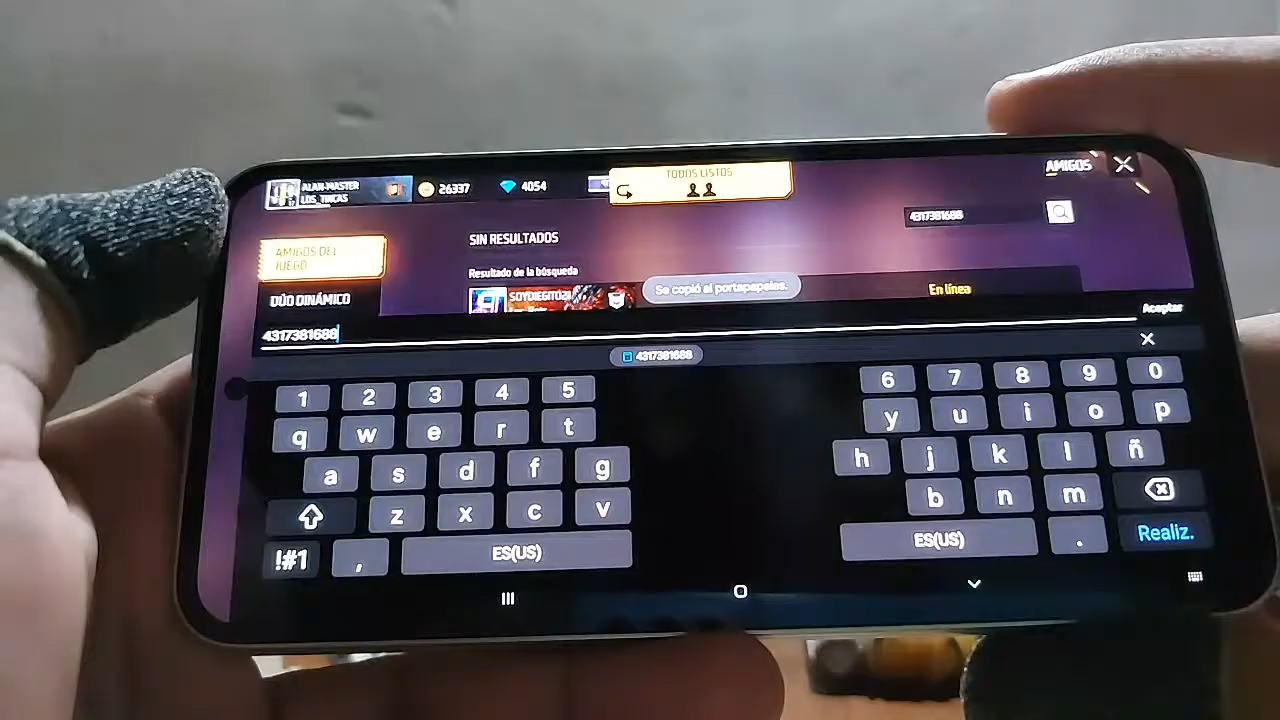 ALAN-MASTER
LOS_TINCAS
26337
4054
TODOS LISTOS
AMIGOS
4317381688
AMIGOS DEL
JUEGO
SIN RESULTADOS
DÚO DINÁMICO
Resultado de la búsqueda
Se copió al portapapeles.
En línea
4317381688
Aceptar
4317381688
1 2 3 4 5 6 7 8 9 0
q w e r t y u i o p
a s d f g h j k l ñ
z x c v b n m
!#1 , ES(US) ES(US) . Realiz.